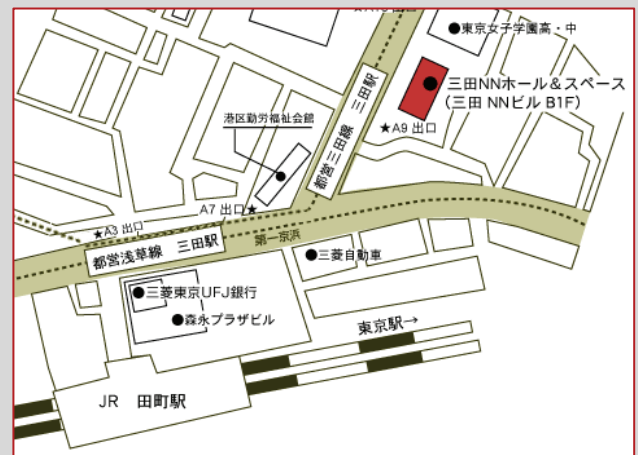 ●東京女子学園高・中
三田NNホール&スペース
(三田 NNビル B1F)
★A9 出口
都営三田線 三田駅
港区勤労福祉会館
A7 出口★
★A3 出口
都営浅草線 三田駅
第一京浜
●三菱自動車
●三菱東京UFJ銀行
●森永プラザビル
東京駅→
JR 田町駅